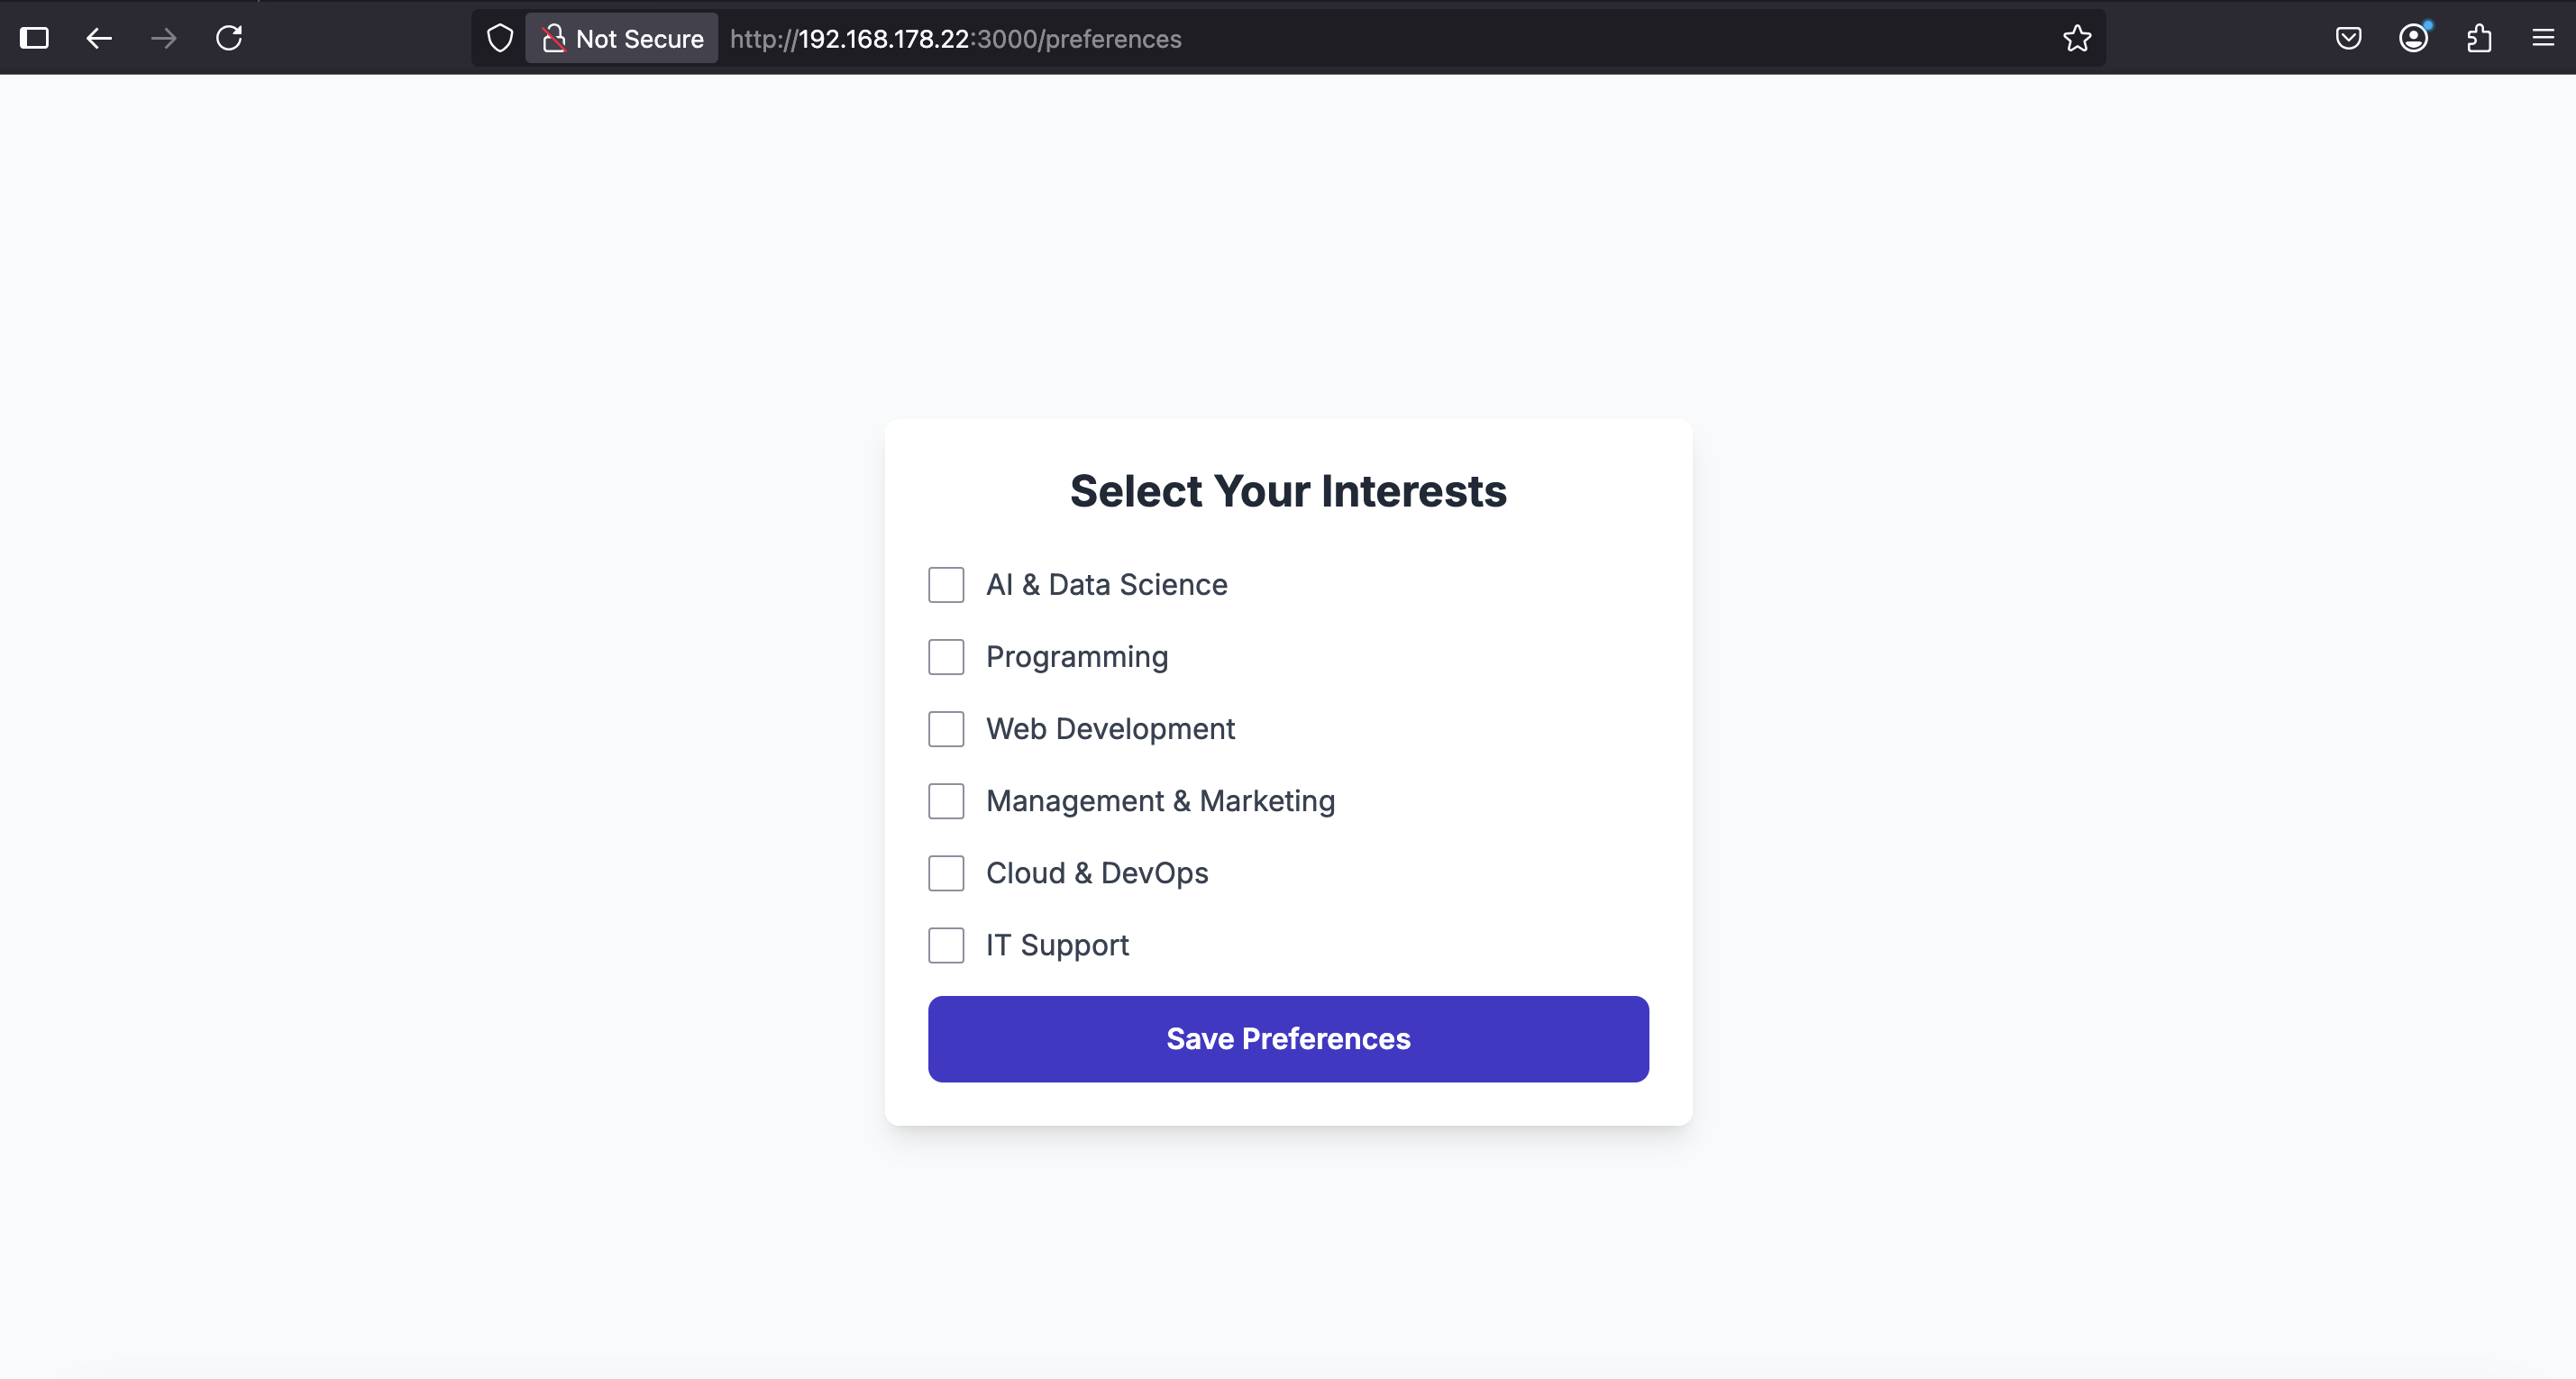 Not Secure http://192.168.178.22:3000/preferences
Select Your Interests
AI & Data Science
Programming
Web Development
Management & Marketing
Cloud & DevOps
IT Support
Save Preferences